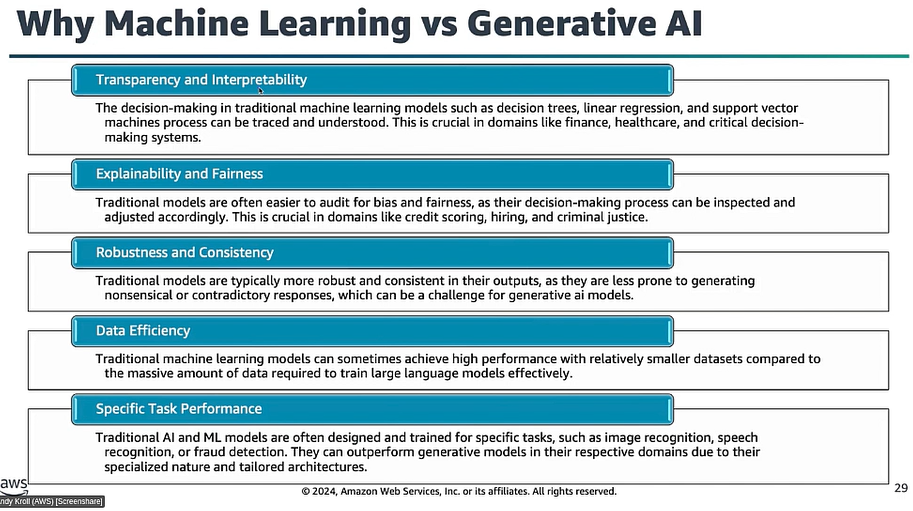 Why Machine Learning vs Generative AI
Transparency and Interpretability
The decision-making in traditional machine learning models such as decision trees, linear regression, and support vector
machines process can be traced and understood. This is crucial in domains like finance, healthcare, and critical decision-
making systems.
Explainability and Fairness
Traditional models are often easier to audit for bias and fairness, as their decision-making process can be inspected and
adjusted accordingly. This is crucial in domains like credit scoring, hiring, and criminal justice.
Robustness and Consistency
Traditional models are typically more robust and consistent in their outputs, as they are less prone to generating
nonsensical or contradictory responses, which can be a challenge for generative ai models.
Data Efficiency
Traditional machine learning models can sometimes achieve high performance with relatively smaller datasets compared to
the massive amount of data required to train large language models effectively.
Specific Task Performance
Traditional AI and ML models are often designed and trained for specific tasks, such as image recognition, speech
recognition, or fraud detection. They can outperform generative models in their respective domains due to their
specialized nature and tailored architectures.
aws
© 2024, Amazon Web Services, Inc. or its affiliates. All rights reserved.
29
ndy Kroll (AWS) [Screenshare]